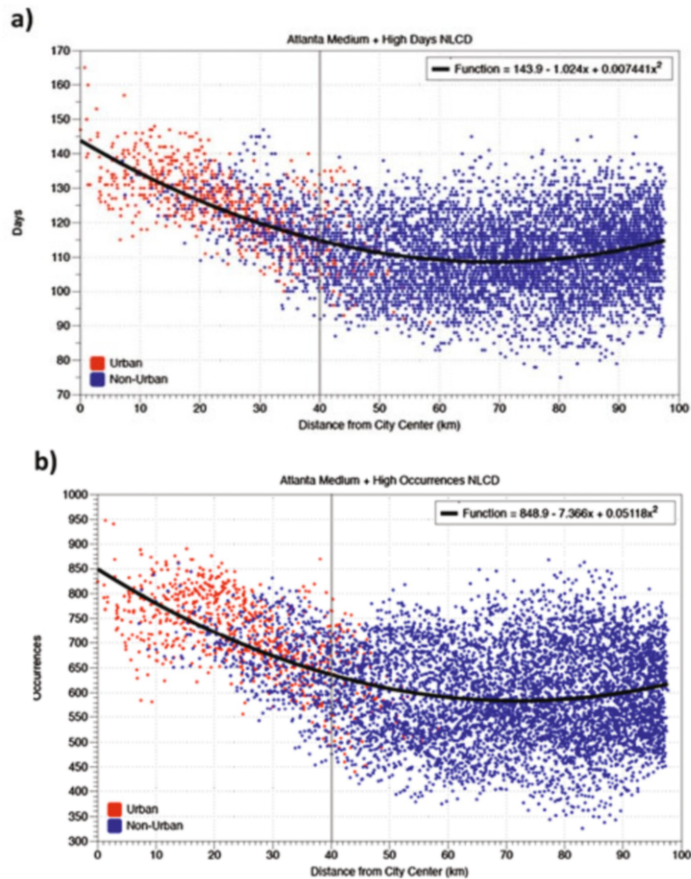 a)
Atlanta Medium + High Days NLCD
Function = 143.9 - 1.024x + 0.007441x²
170
160
150
140
130
120
110
100
90
80
70
Days
Urban
Non-Urban
0 10 20 30 40 50 60 70 80 90 100
Distance from City Center (km)
b)
Atlanta Medium + High Occurrences NLCD
Function = 848.9 - 7.366x + 0.05118x²
1000
950
900
850
800
750
700
650
600
550
500
450
400
350
300
Occurrences
Urban
Non-Urban
0 10 20 30 40 50 60 70 80 90 100
Distance from City Center (km)